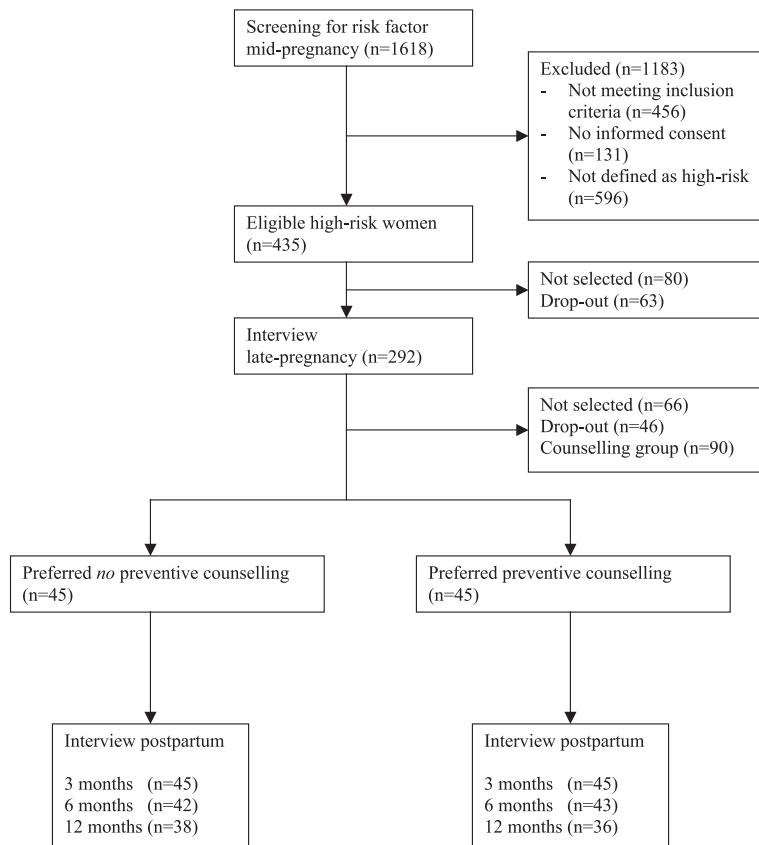 Screening for risk factor
mid-pregnancy (n=1618)
Excluded (n=1183)
- Not meeting inclusion
criteria (n=456)
- No informed consent
(n=131)
- Not defined as high-risk
(n=596)
Eligible high-risk women
(n=435)
Not selected (n=80)
Drop-out (n=63)
Interview
late-pregnancy (n=292)
Not selected (n=66)
Drop-out (n=46)
Counselling group (n=90)
Preferred no preventive counselling
(n=45)
Preferred preventive counselling
(n=45)
Interview postpartum
3 months (n=45)
6 months (n=42)
12 months (n=38)
Interview postpartum
3 months (n=45)
6 months (n=43)
12 months (n=36)